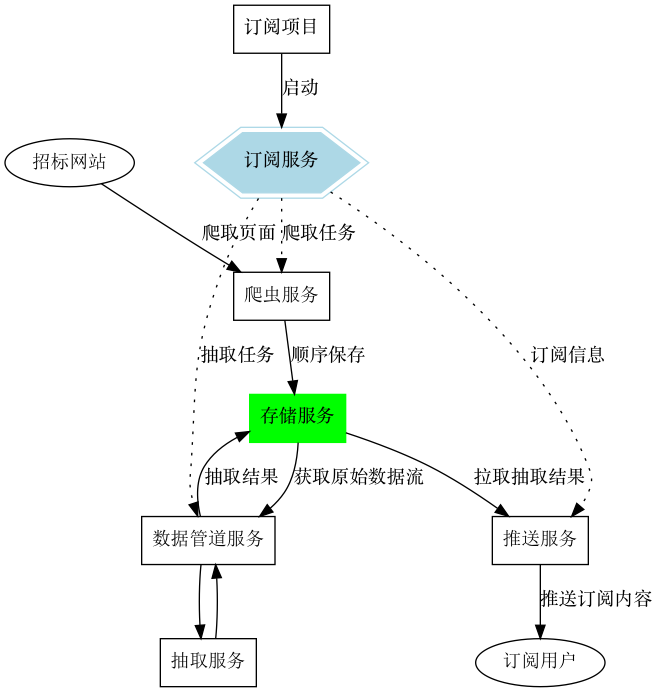 订阅项目
启动
订阅服务
招标网站
爬取页面
爬取任务
爬虫服务
抽取任务
顺序保存
订阅信息
存储服务
抽取结果
获取原始数据流
拉取抽取结果
数据管道服务
推送服务
推送订阅内容
抽取服务
订阅用户